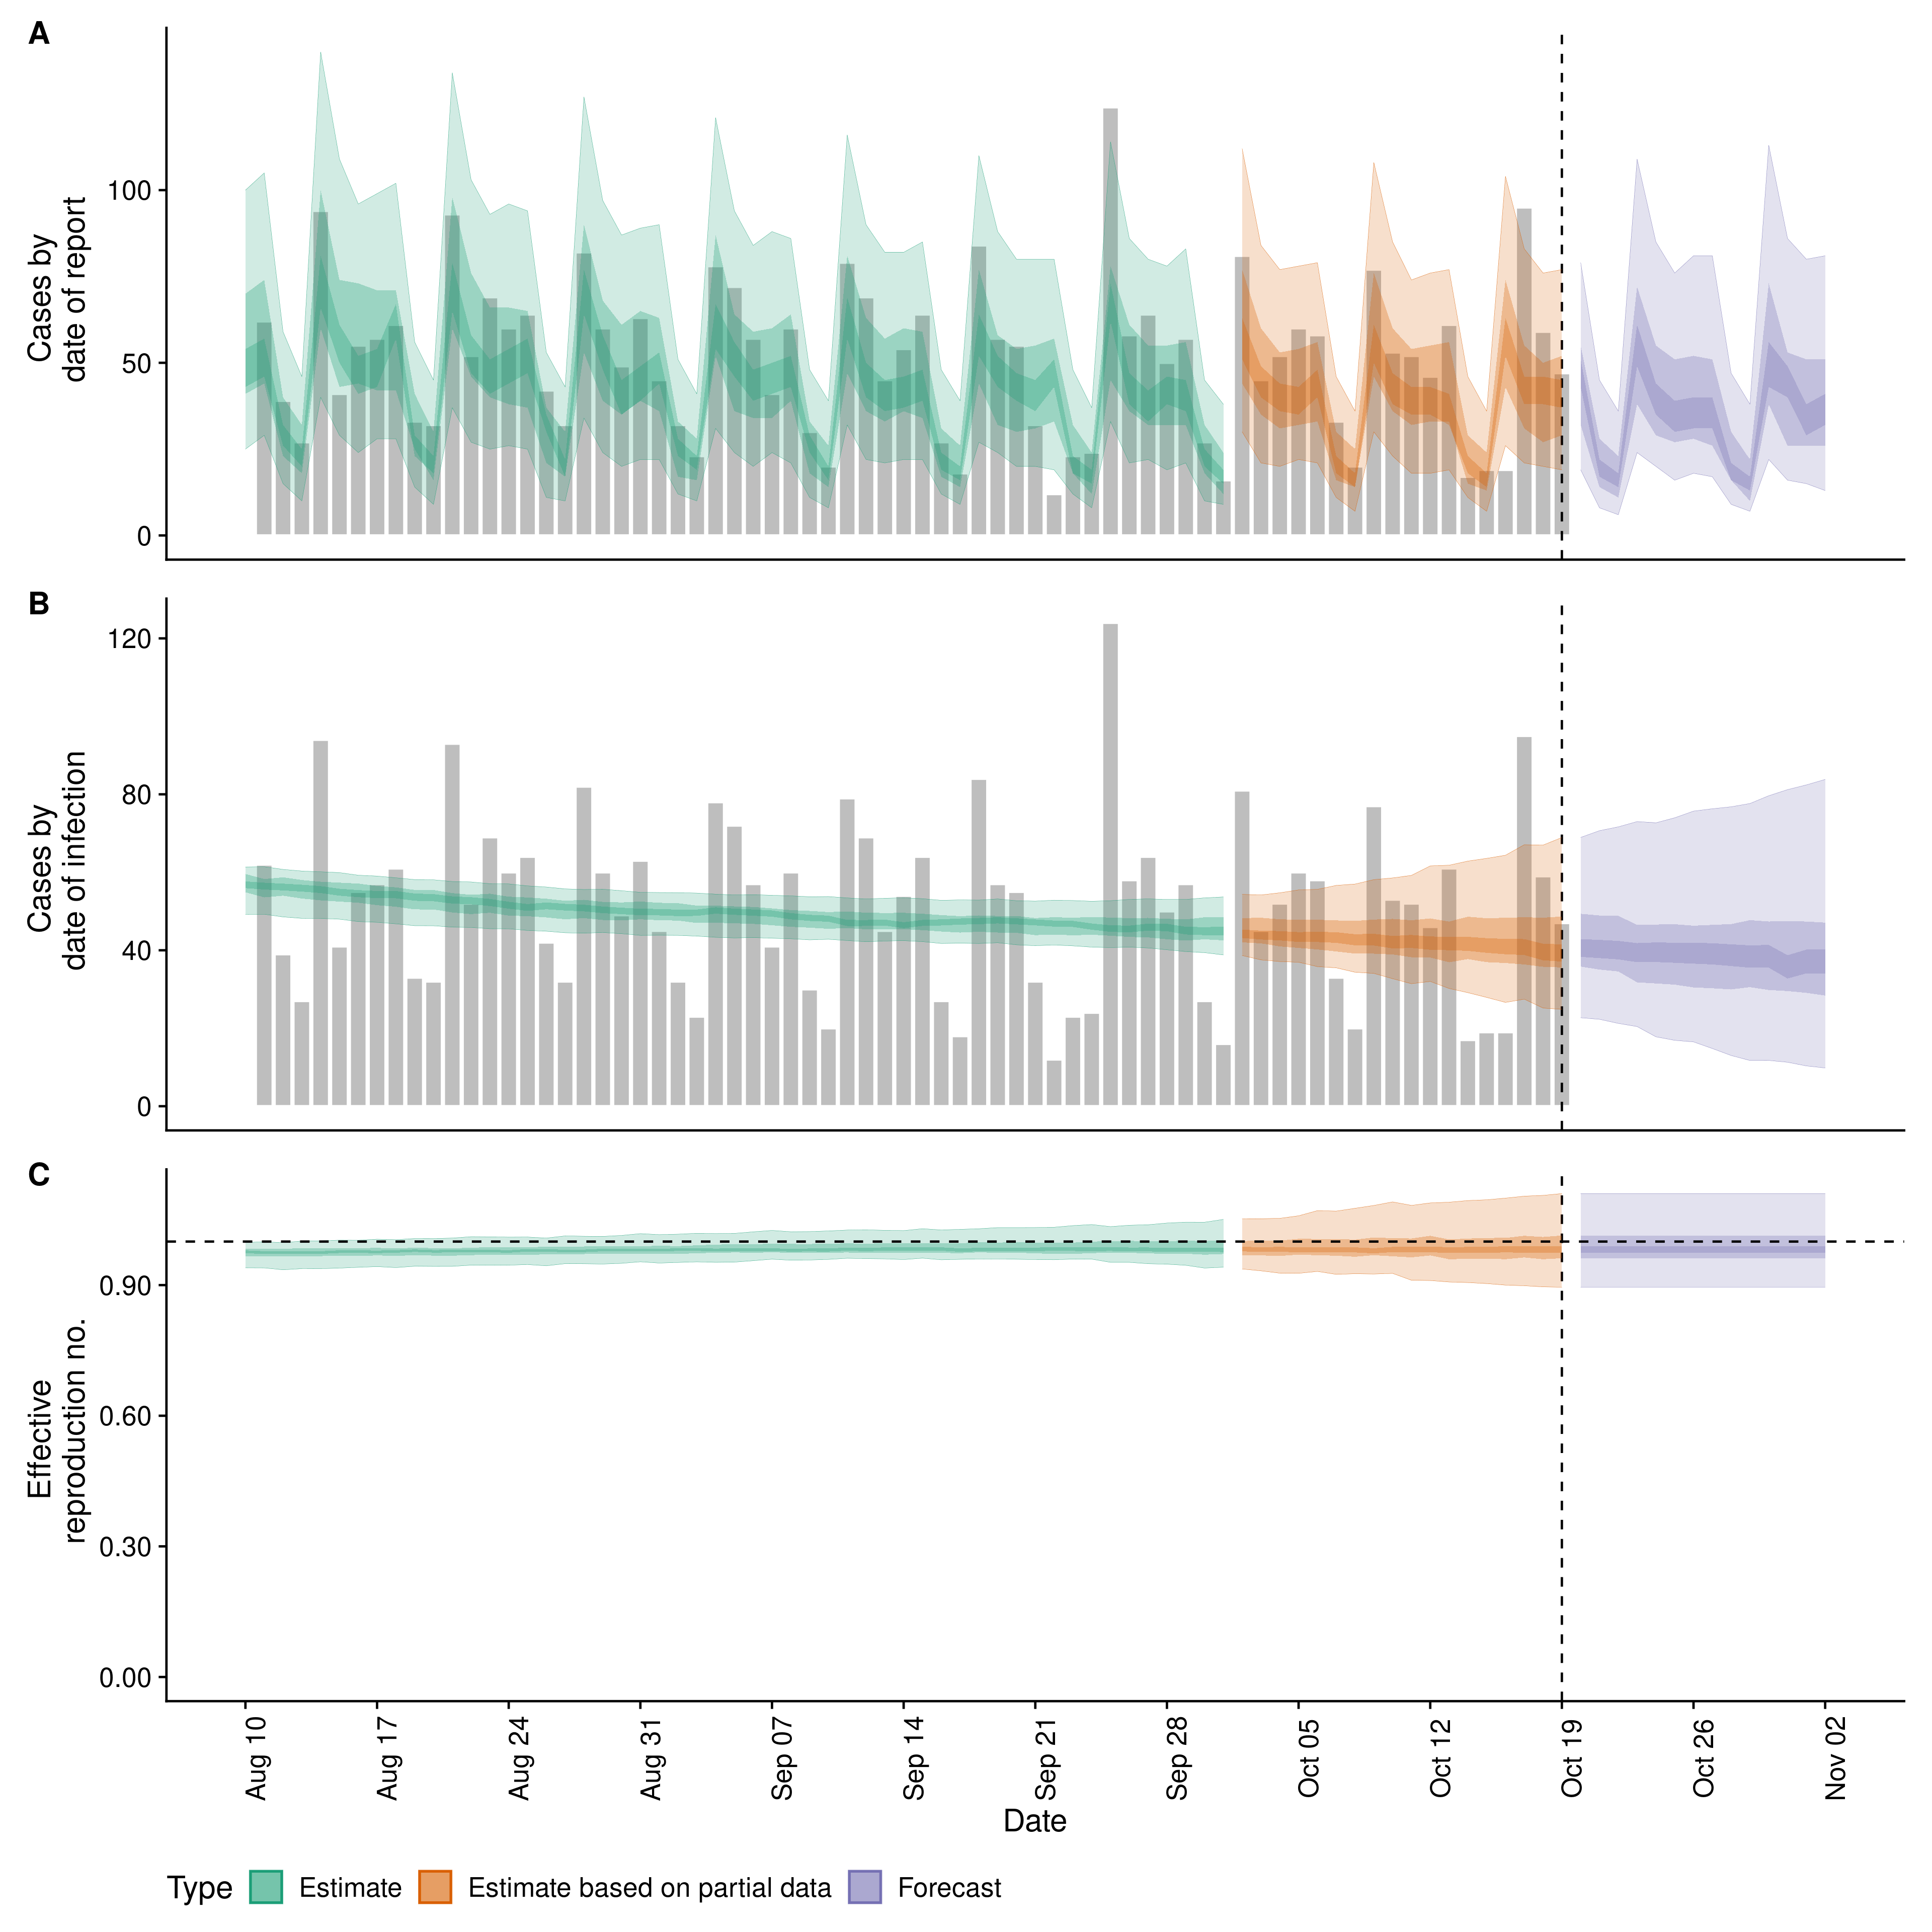 A
Cases by
date of report
100
50
0
B
Cases by
date of infection
120
80
40
0
C
Effective
reproduction no.
0.90
0.60
0.30
0.00
Aug 10
Aug 17
Aug 24
Aug 31
Sep 07
Sep 14
Sep 21
Sep 28
Oct 05
Oct 12
Oct 19
Oct 26
Nov 02
Date
Type Estimate Estimate based on partial data Forecast